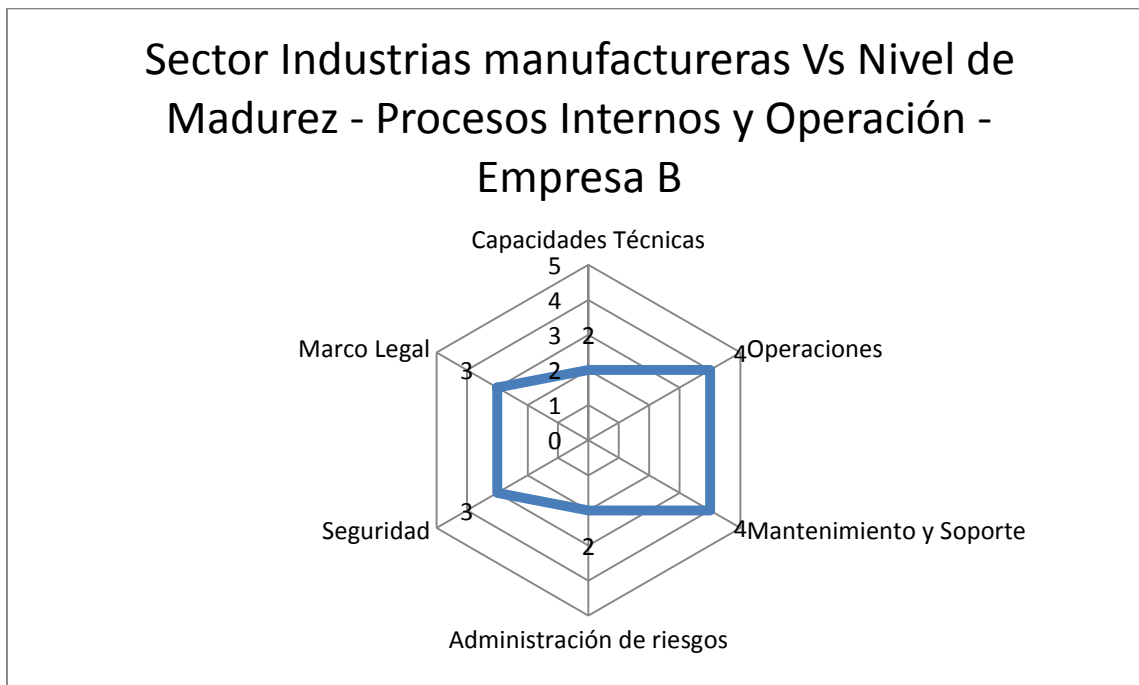 Sector Industrias manufactureras Vs Nivel de
Madurez - Procesos Internos y Operación -
Empresa B
Capacidades Técnicas
5
4
3 2
Marco Legal 3 2 4 Operaciones
1
0
Seguridad 3 4 Mantenimiento y Soporte
2
Administración de riesgos